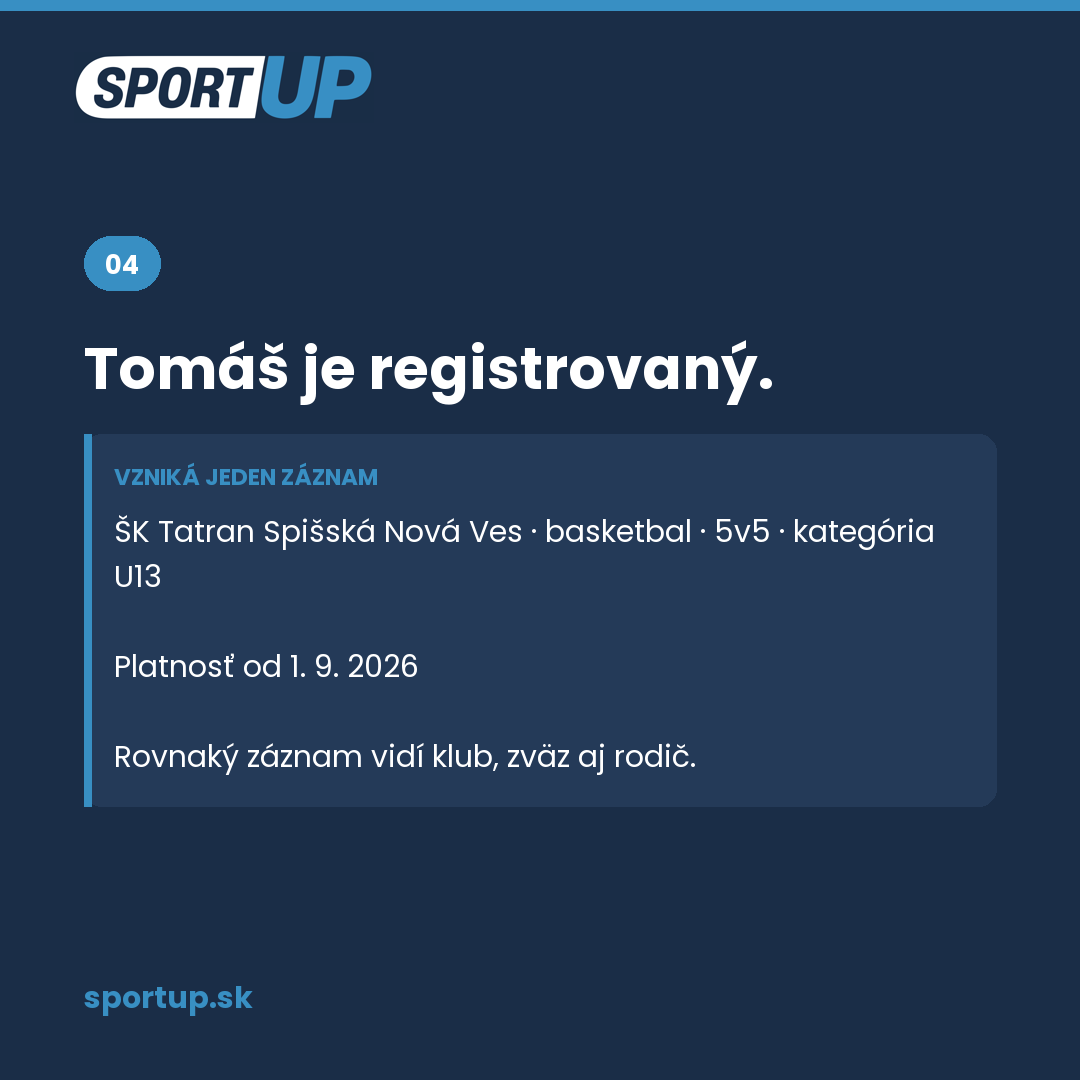 SPORTUP
04
Tomáš je registrovaný.
VZNIKÁ JEDEN ZÁZNAM
ŠK Tatran Spišská Nová Ves · basketbal · 5v5 · kategória
U13
Platnosť od 1. 9. 2026
Rovnaký záznam vidí klub, zväz aj rodič.
sportup.sk